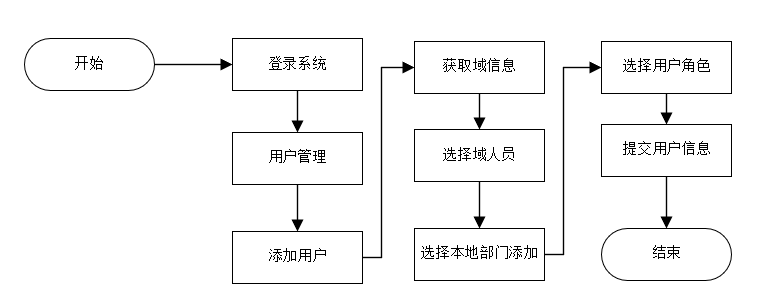 开始
登录系统
用户管理
添加用户
获取域信息
选择域人员
选择本地部门添加
选择用户角色
提交用户信息
结束